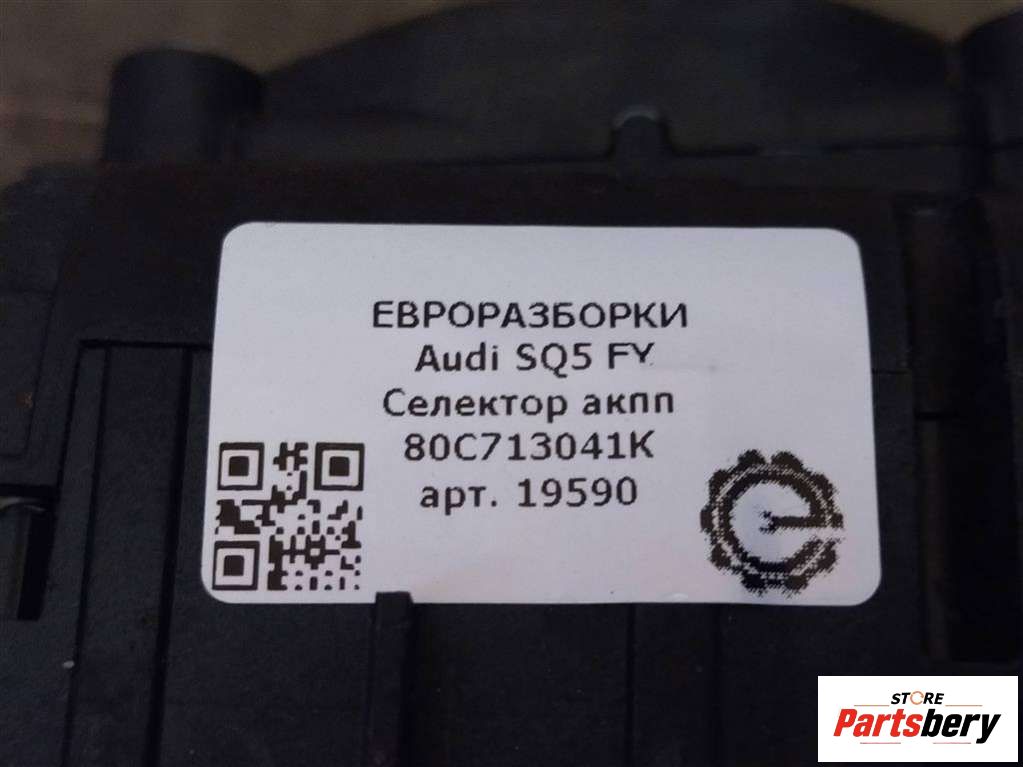 ЕВРОРАЗБОРКИ
Audi SQ5 FY
Селектор акпп
80C713041K
арт. 19590
STORE
Partsbery